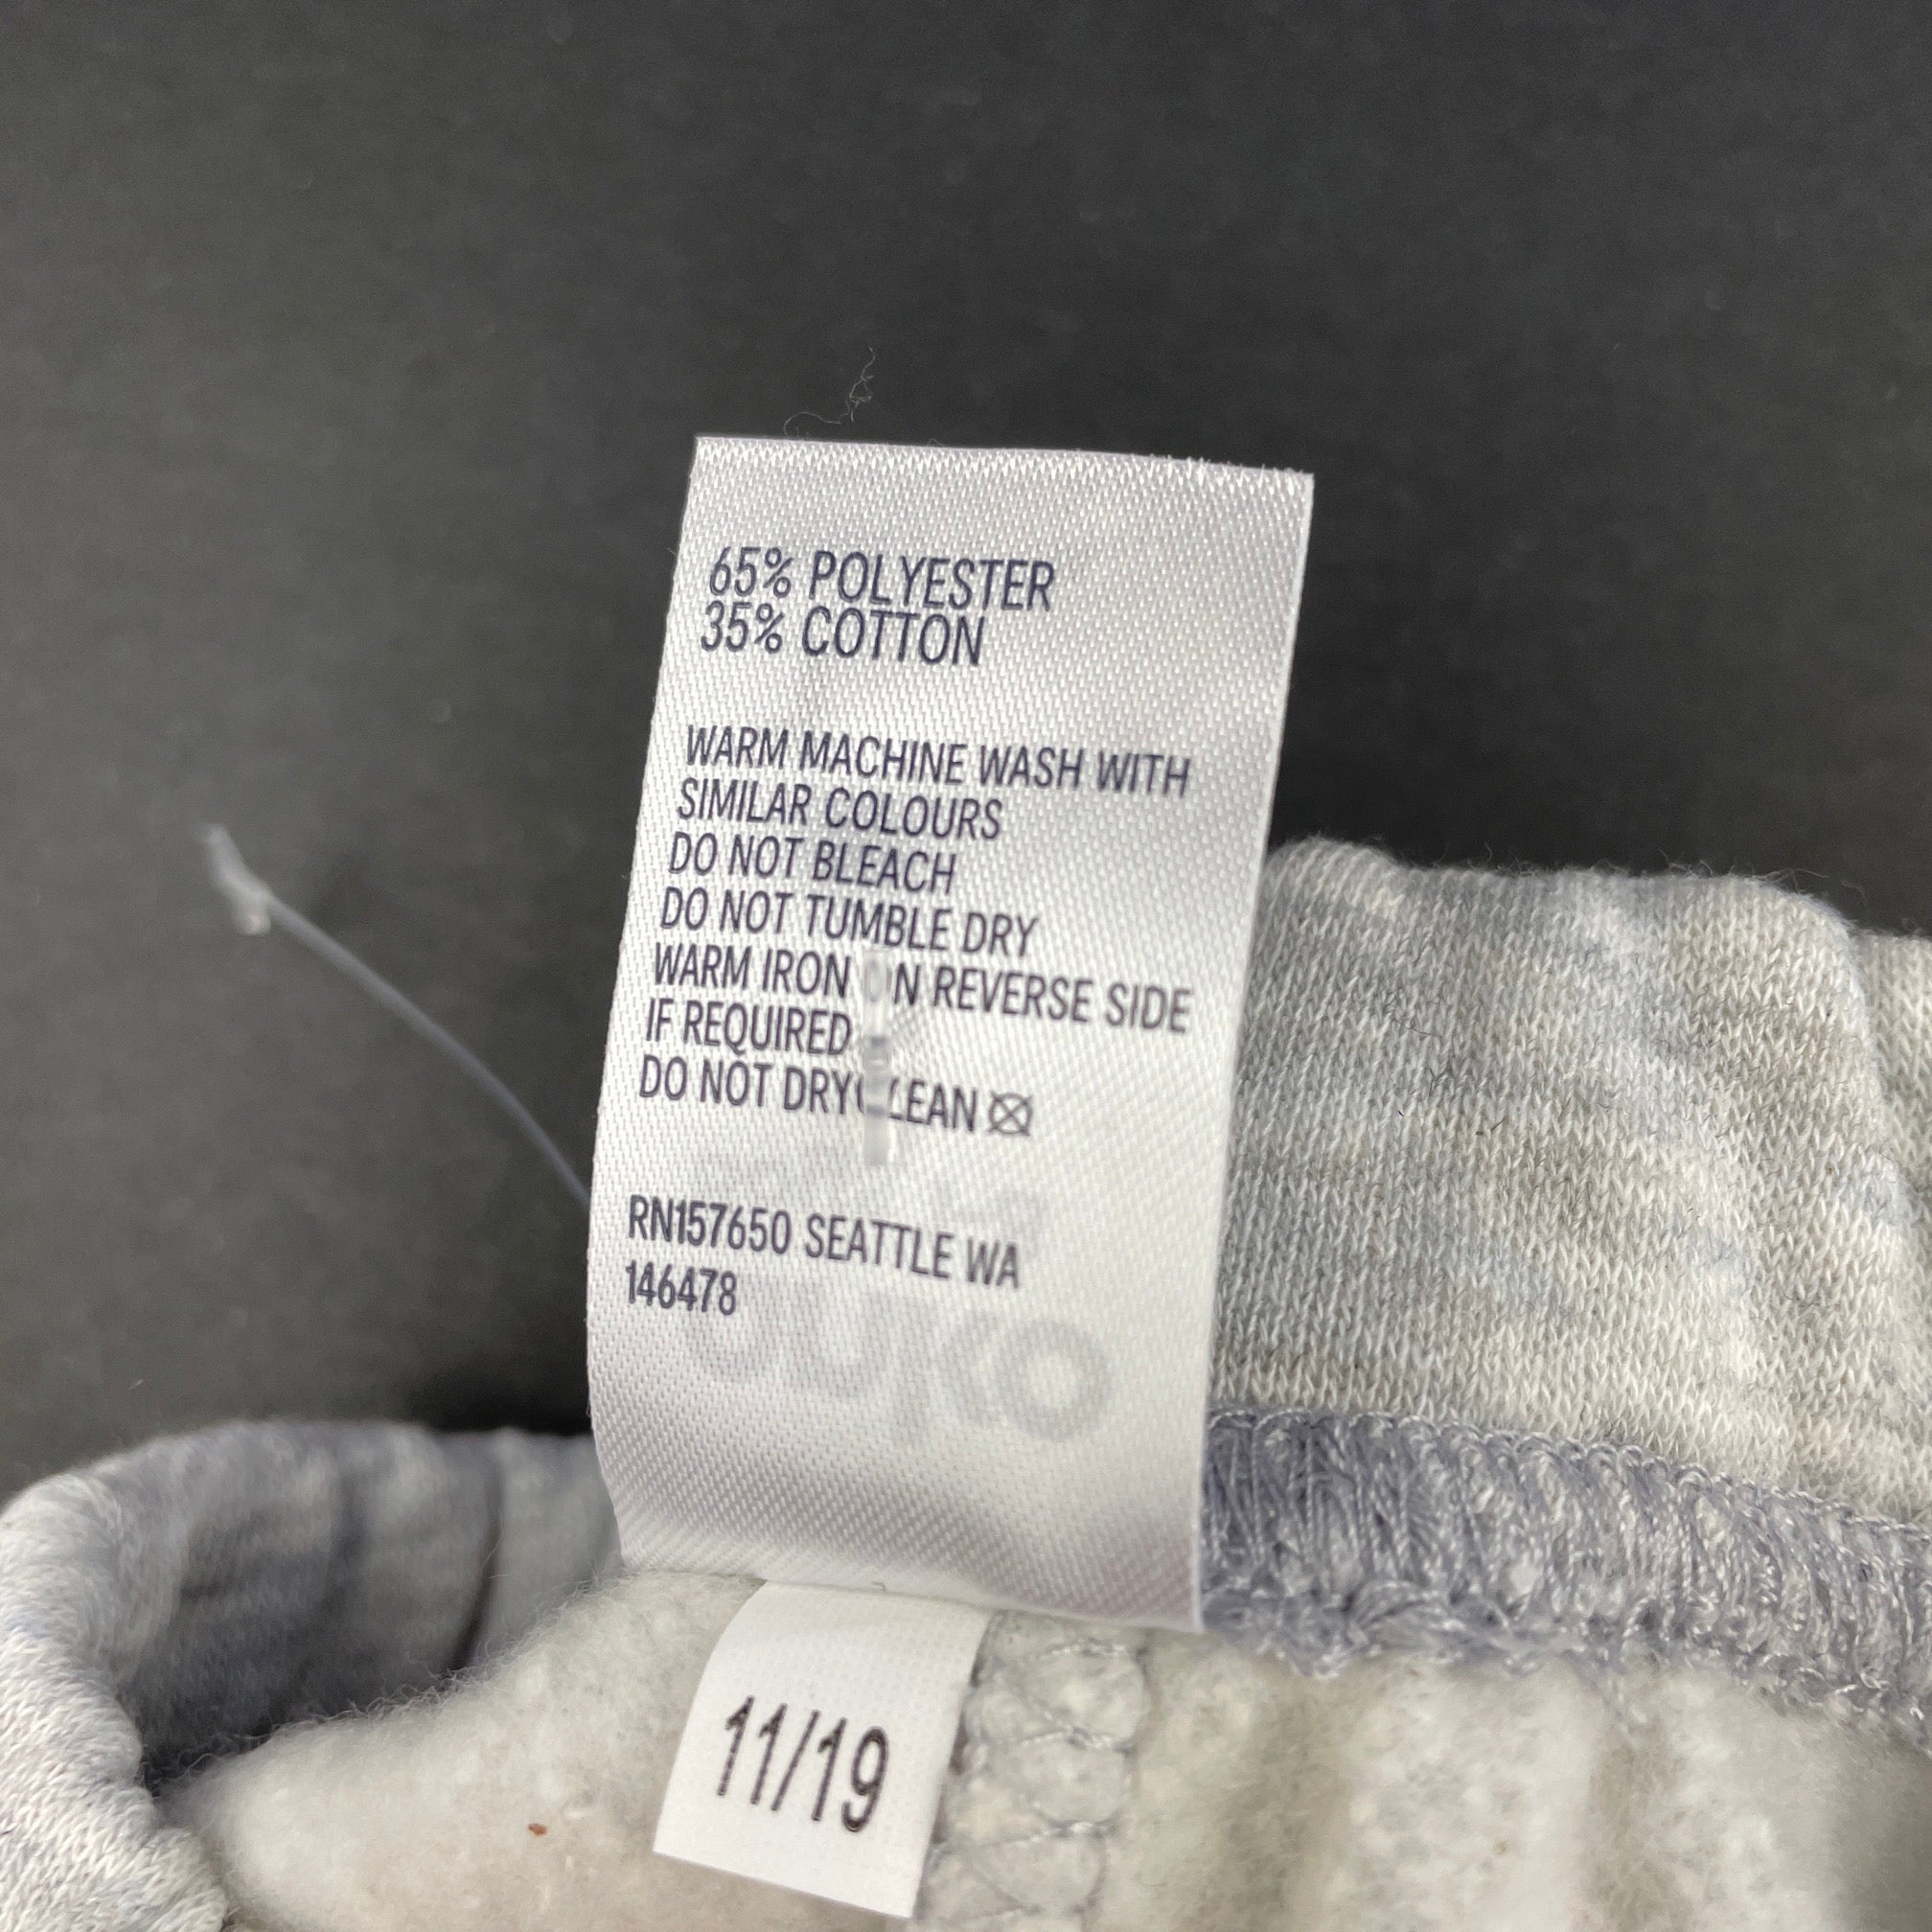 65% POLYESTER
35% COTTON
WARM MACHINE WASH WITH
SIMILAR COLOURS
DO NOT BLEACH
DO NOT TUMBLE DRY
WARM IRON ON REVERSE SIDE
IF REQUIRED
DO NOT DRYCLEAN
RN157650 SEATTLE WA
146478
11/19